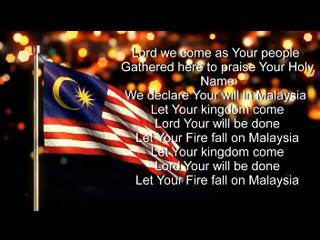 Lord we come as Your people
Gathered here to praise Your Holy
Name
We declare Your will in Malaysia
Let Your kingdom come
Lord Your will be done
Let Your Fire fall on Malaysia
Let Your kingdom come
Lord Your will be done
Let Your Fire fall on Malaysia